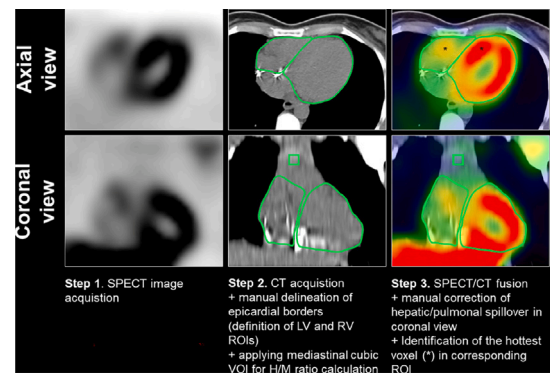 Axial
view
Coronal
view
Step 1. SPECT image
acquistion
Step 2. CT acquistion
+ manual delineation of
epicardial borders
(definition of LV and RV
ROIs)
+ applying mediastinal cubic
VOI for H/M ratio calculation
Step 3. SPECT/CT fusion
+ manual correction of
hepatic/pulmonal spillover in
coronal view
+ Identification of the hottest
voxel (*) in corresponding
ROI